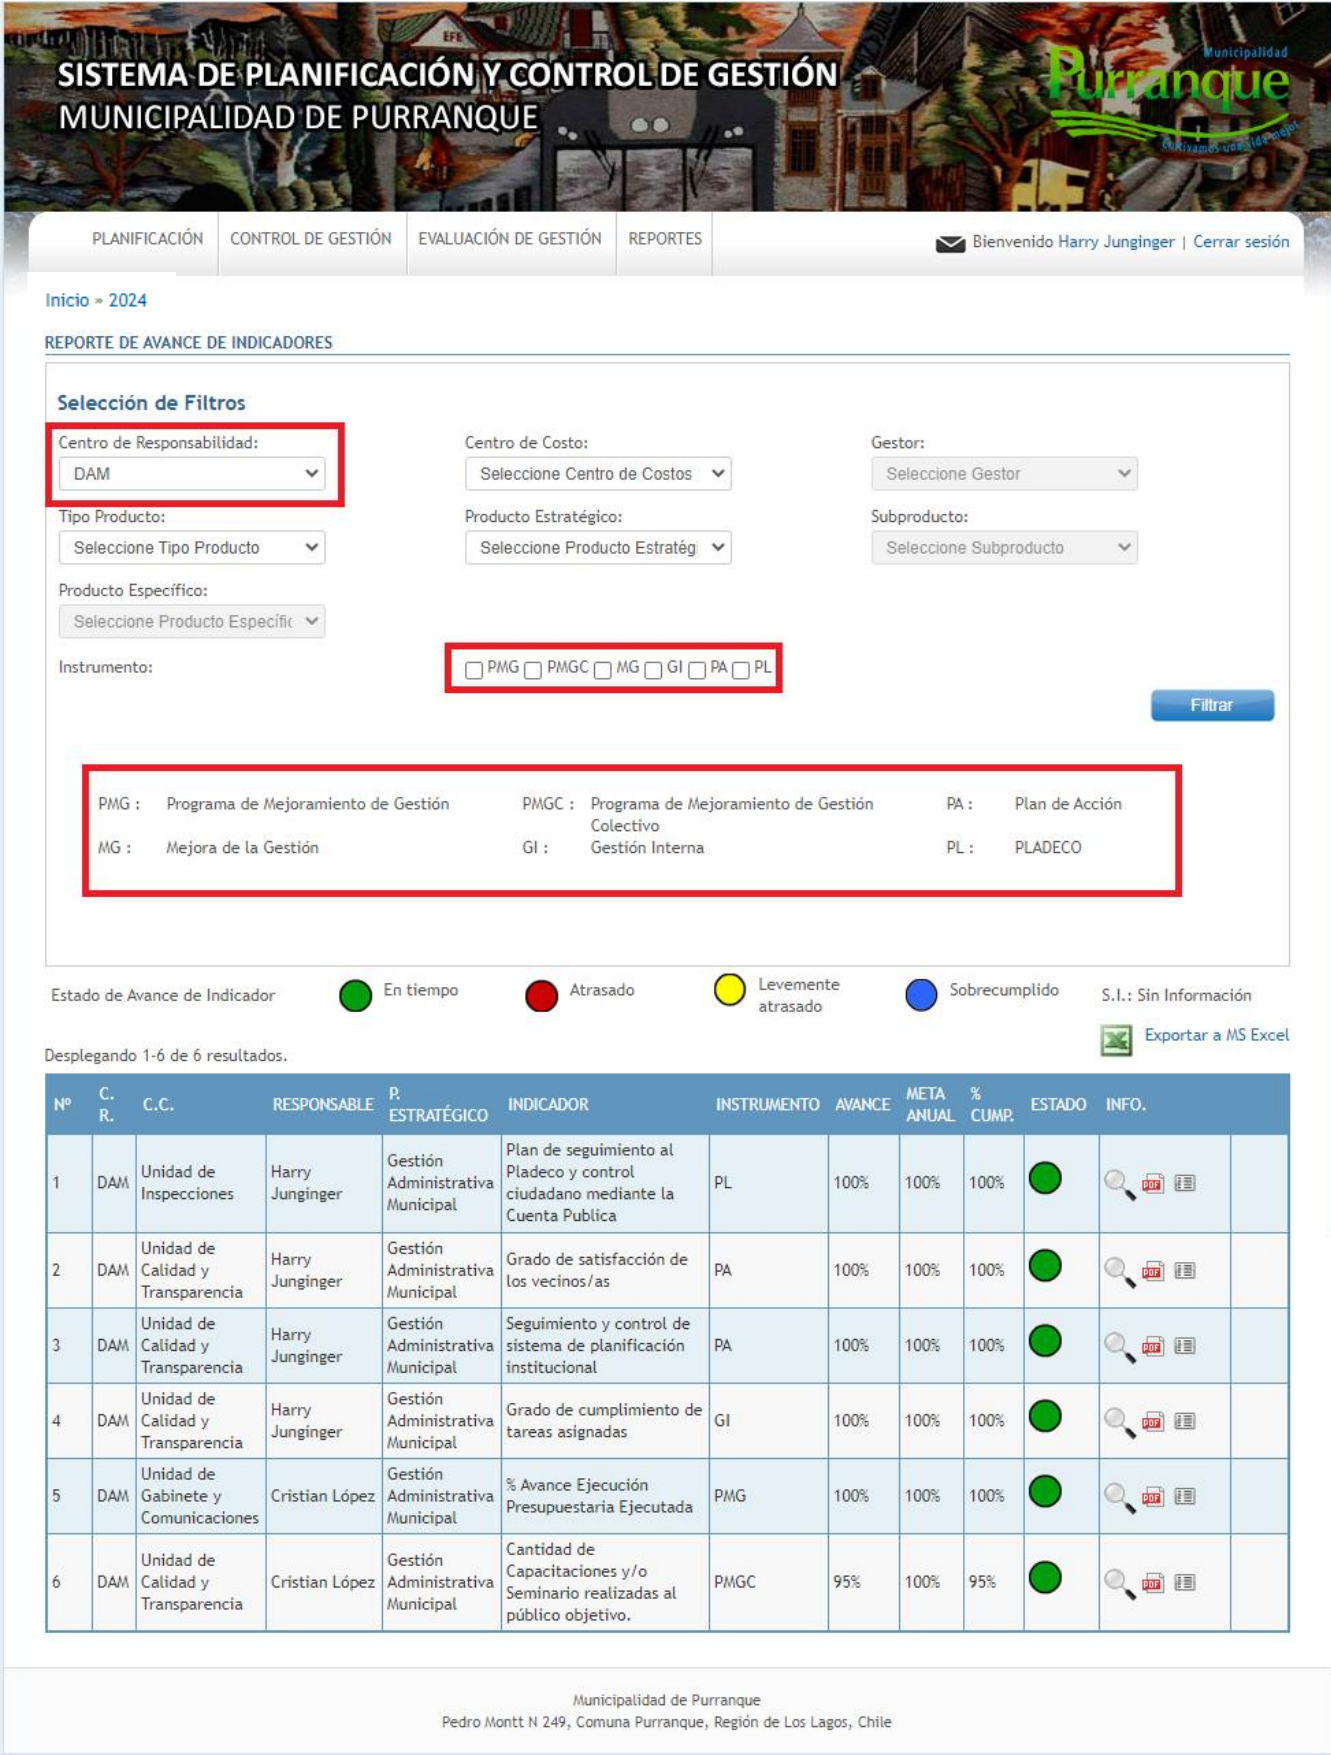 EFE
SISTEMA DE PLANIFICACIÓN Y CONTROL DE GESTIÓN
MUNICIPALIDAD DE PURRANQUE
Municipalidad
Purranque
Cultivamos una vida mejor
PLANIFICACIÓN CONTROL DE GESTIÓN EVALUACIÓN DE GESTIÓN REPORTES
Bienvenido Harry Junginger | Cerrar sesión
Inicio » 2024
REPORTE DE AVANCE DE INDICADORES
Selección de Filtros
Centro de Responsabilidad: Centro de Costo: Gestor:
DAM Seleccione Centro de Costos Seleccione Gestor
Tipo Producto: Producto Estratégico: Subproducto:
Seleccione Tipo Producto Seleccione Producto Estratég Seleccione Subproducto
Producto Específico:
Seleccione Producto Específic
Instrumento: PMG PMGC MG GI PA PL
Filtrar
PMG : Programa de Mejoramiento de Gestión PMGC : Programa de Mejoramiento de Gestión PA : Plan de Acción
Colectivo
MG : Mejora de la Gestión GI : Gestión Interna PL : PLADECO
Estado de Avance de Indicador En tiempo Atrasado Levemente atrasado Sobrecumplido S.I.: Sin Información
Exportar a MS Excel
Desplegando 1-6 de 6 resultados.
Nº C. R. C.C. RESPONSABLE P. ESTRATÉGICO INDICADOR INSTRUMENTO AVANCE META ANUAL % CUMP. ESTADO INFO.
1 DAM Unidad de Inspecciones Harry Junginger Gestión Administrativa Municipal Plan de seguimiento al Pladeco y control ciudadano mediante la Cuenta Publica PL 100% 100% 100% PDF
2 DAM Unidad de Calidad y Transparencia Harry Junginger Gestión Administrativa Municipal Grado de satisfacción de los vecinos/as PA 100% 100% 100% PDF
3 DAM Unidad de Calidad y Transparencia Harry Junginger Gestión Administrativa Municipal Seguimiento y control de sistema de planificación institucional PA 100% 100% 100% PDF
4 DAM Unidad de Calidad y Transparencia Harry Junginger Gestión Administrativa Municipal Grado de cumplimiento de tareas asignadas GI 100% 100% 100% PDF
5 DAM Unidad de Gabinete y Comunicaciones Cristian López Gestión Administrativa Municipal % Avance Ejecución Presupuestaria Ejecutada PMG 100% 100% 100% PDF
6 DAM Unidad de Calidad y Transparencia Cristian López Gestión Administrativa Municipal Cantidad de Capacitaciones y/o Seminario realizadas al público objetivo. PMGC 95% 100% 95% PDF
Municipalidad de Purranque
Pedro Montt N 249, Comuna Purranque, Región de Los Lagos, Chile